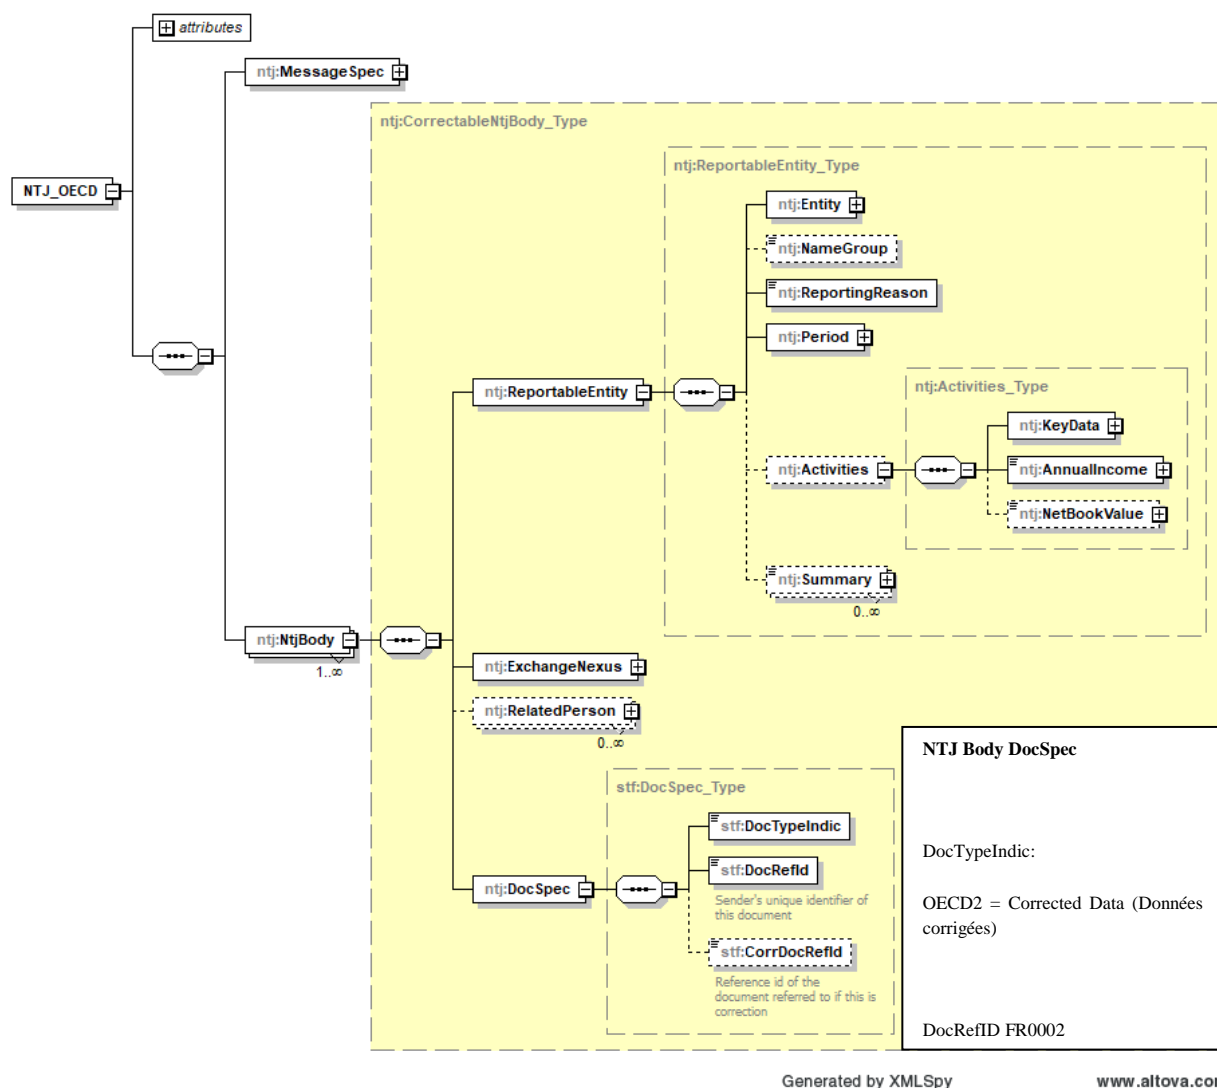 attributes
ntj:MessageSpec
ntj:CorrectableNtjBody_Type
ntj:ReportableEntity_Type
NTJ_OECD
ntj:Entity
ntj:NameGroup
ntj:ReportingReason
ntj:Period
ntj:ReportableEntity
ntj:Activities_Type
ntj:KeyData
ntj:Activities
ntj:AnnualIncome
ntj:NetBookValue
ntj:Summary
0..∞
ntj:NtjBody
1..∞
ntj:ExchangeNexus
ntj:RelatedPerson
0..∞
stf:DocSpec_Type
stf:DocTypeIndic
ntj:DocSpec
stf:DocRefId
Sender's unique identifier of
this document
stf:CorrDocRefId
Reference id of the
document referred to if this is
correction
NTJ Body DocSpec
DocTypeIndic:
OECD2 = Corrected Data (Données
corrigées)
DocRefID FR0002
Generated by XMLSpy
www.altova.com